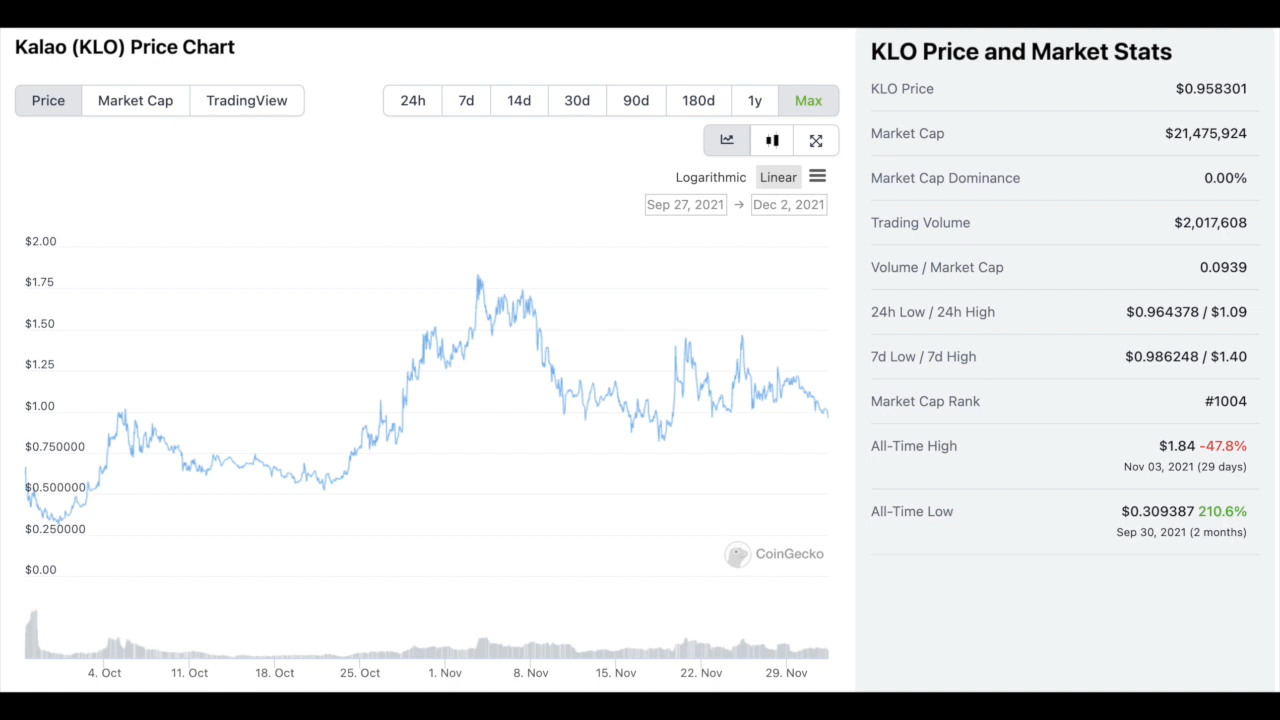 Kalao (KLO) Price Chart
Price Market Cap TradingView
24h 7d 14d 30d 90d 180d 1y Max
Logarithmic Linear
Sep 27, 2021 → Dec 2, 2021
$2.00
$1.75
$1.50
$1.25
$1.00
$0.750000
$0.500000
$0.250000
$0.00
CoinGecko
4. Oct 11. Oct 18. Oct 25. Oct 1. Nov 8. Nov 15. Nov 22. Nov 29. Nov
KLO Price and Market Stats
KLO Price $0.958301
Market Cap $21,475,924
Market Cap Dominance 0.00%
Trading Volume $2,017,608
Volume / Market Cap 0.0939
24h Low / 24h High $0.964378 / $1.09
7d Low / 7d High $0.986248 / $1.40
Market Cap Rank #1004
All-Time High $1.84 -47.8%
Nov 03, 2021 (29 days)
All-Time Low $0.309387 210.6%
Sep 30, 2021 (2 months)